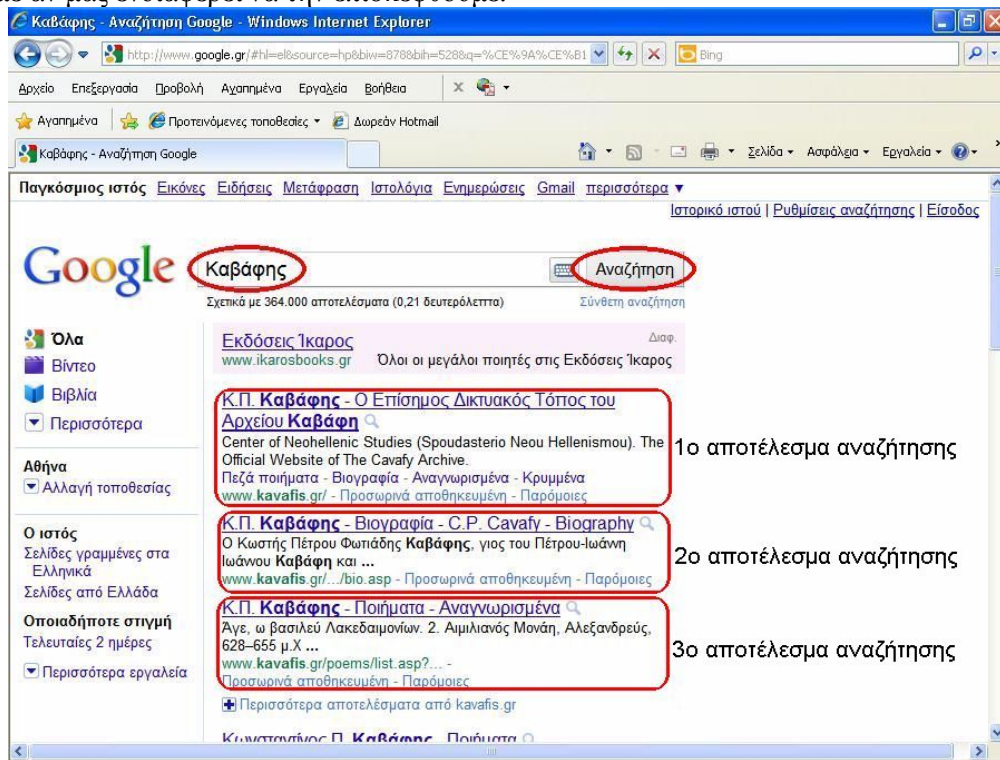 Καβάφης - Αναζήτηση Google - Windows Internet Explorer
http://www.google.gr/#hl=el&source=hp&biw=878&bih=528&q=%CE%9A%CE%B1
Bing
Αρχείο Επεξεργασία Προβολή Αγαπημένα Εργαλεία Βοήθεια
Αγαπημένα Προτεινόμενες τοποθεσίες Δωρεάν Hotmail
Καβάφης - Αναζήτηση Google Σελίδα Ασφάλεια Εργαλεία
Παγκόσμιος ιστός Εικόνες Ειδήσεις Μετάφραση Ιστολόγια Ενημερώσεις Gmail περισσότερα
Ιστορικό ιστού | Ρυθμίσεις αναζήτησης | Είσοδος
Google Καβάφης Αναζήτηση
Σχετικά με 364.000 αποτελέσματα (0,21 δευτερόλεπτα) Σύνθετη αναζήτηση
Όλα
Βίντεο
Βιβλία
Περισσότερα
Αθήνα
Αλλαγή τοποθεσίας
Ο ιστός
Σελίδες γραμμένες στα
Ελληνικά
Σελίδες από Ελλάδα
Οποιαδήποτε στιγμή
Τελευταίες 2 ημέρες
Περισσότερα εργαλεία
Εκδόσεις Ίκαρος Διαφ.
www.ikarosbooks.gr Όλοι οι μεγάλοι ποιητές στις Εκδόσεις Ίκαρος
Κ.Π. Καβάφης - Ο Επίσημος Δικτυακός Τόπος του
Αρχείου Καβάφη
Center of Neohellenic Studies (Spoudasterio Neou Hellenismou). The
Official Website of The Cavafy Archive.
Πεζά ποιήματα - Βιογραφία - Αναγνωρισμένα - Κρυμμένα
www.kavafis.gr/ - Προσωρινά αποθηκευμένη - Παρόμοιες
1ο αποτέλεσμα αναζήτησης
Κ.Π. Καβάφης - Βιογραφία - C.P. Cavafy - Biography
Ο Κωστής Πέτρου Φωτιάδης Καβάφης, γιος του Πέτρου-Ιωάννη
Ιωάννου Καβάφη και ...
www.kavafis.gr/.../bio.asp - Προσωρινά αποθηκευμένη - Παρόμοιες
2ο αποτέλεσμα αναζήτησης
Κ.Π. Καβάφης - Ποιήματα - Αναγνωρισμένα
Άγε, ω βασιλεύ Λακεδαιμονίων. 2. Αιμιλιανός Μονάη, Αλεξανδρεύς,
628–655 μ.Χ ...
www.kavafis.gr/poems/list.asp?... -
Προσωρινά αποθηκευμένη - Παρόμοιες
3ο αποτέλεσμα αναζήτησης
Περισσότερα αποτελέσματα από kavafis.gr
Κωνσταντίνος Π. Καβάφης - Ποιήματα